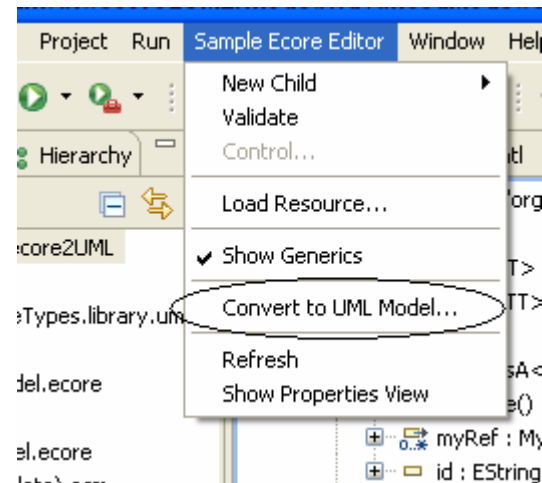 Project Run Sample Ecore Editor Window Help
New Child
Validate
Control...
Hierarchy
Load Resource...
Show Generics
Convert to UML Model...
Refresh
Show Properties View
ecore2UML
eTypes.library.um
del.ecore
el.ecore
myRef : My
id : EString